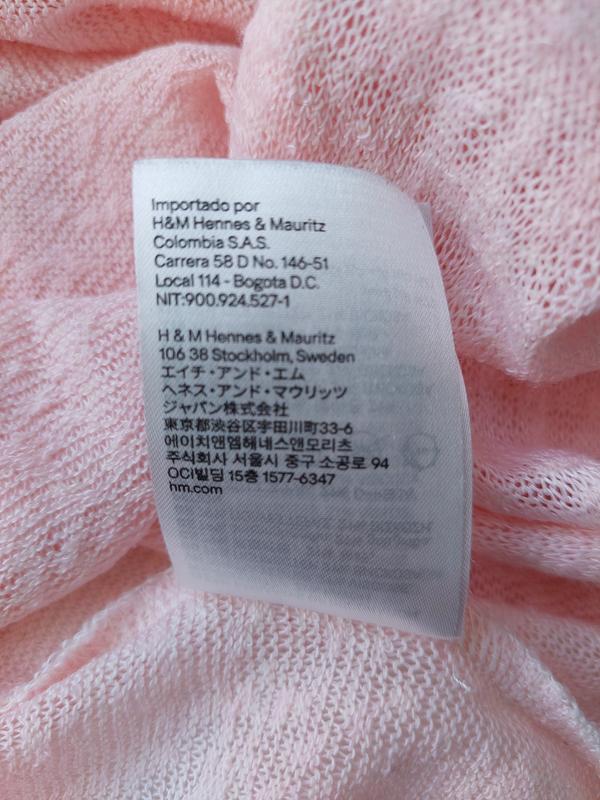 Importado por
H&M Hennes & Mauritz
Colombia S.A.S.
Carrera 58 D No. 146-51
Local 114 - Bogota D.C.
NIT:900.924.527-1
H & M Hennes & Mauritz
106 38 Stockholm, Sweden
エイチ・アンド・エム
ヘネス・アンド・マウリッツ
ジャパン株式会社
東京都渋谷区宇田川町33-6
에이치앤엠해네스앤모리츠
주식회사 서울시 중구 소공로 94
OCI빌딩 15층 1577-6347
hm.com